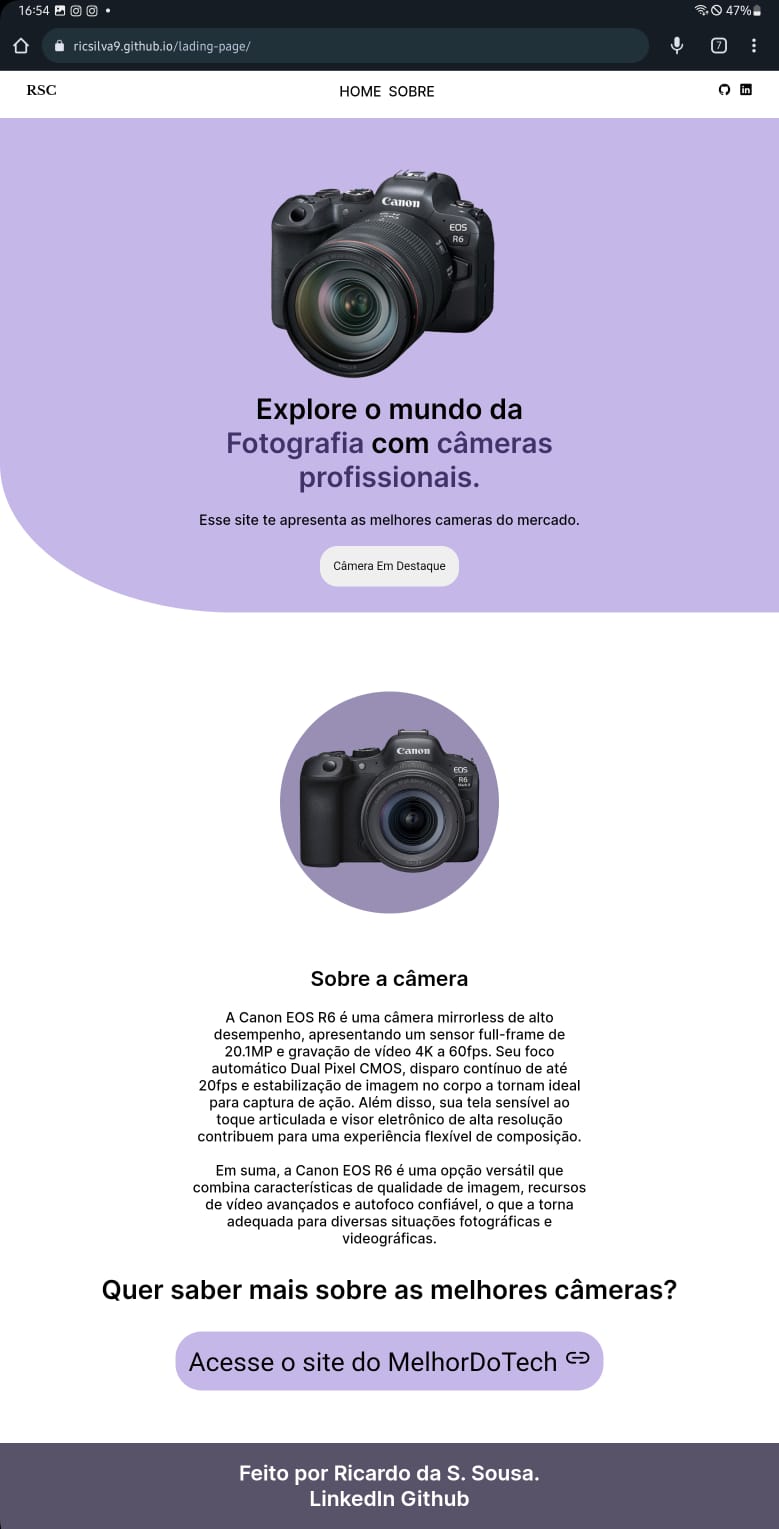 16:54
47%
ricsilva9.github.io/lading-page/
7
RSC
HOME SOBRE
Canon
EOS
R6
Explore o mundo da
Fotografia com câmeras
profissionais.
Esse site te apresenta as melhores cameras do mercado.
Câmera Em Destaque
Canon
EOS
R6
Mark II
Sobre a câmera
A Canon EOS R6 é uma câmera mirrorless de alto
desempenho, apresentando um sensor full-frame de
20.1MP e gravação de vídeo 4K a 60fps. Seu foco
automático Dual Pixel CMOS, disparo contínuo de até
20fps e estabilização de imagem no corpo a tornam ideal
para captura de ação. Além disso, sua tela sensível ao
toque articulada e visor eletrônico de alta resolução
contribuem para uma experiência flexível de composição.
Em suma, a Canon EOS R6 é uma opção versátil que
combina características de qualidade de imagem, recursos
de vídeo avançados e autofoco confiável, o que a torna
adequada para diversas situações fotográficas e
videográficas.
Quer saber mais sobre as melhores câmeras?
Acesse o site do MelhorDoTech
Feito por Ricardo da S. Sousa.
LinkedIn Github